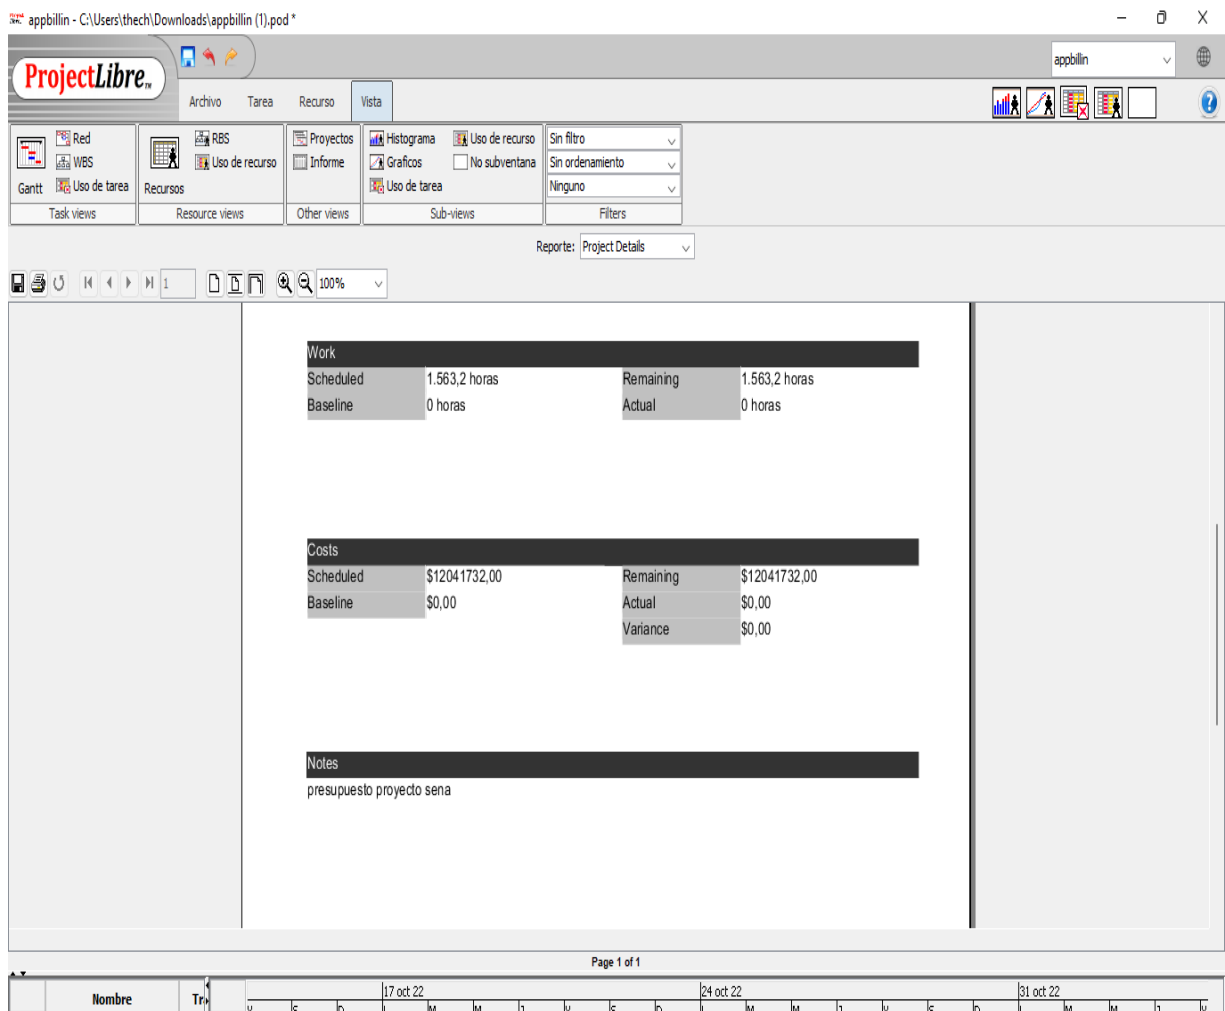 appbillin - C:\Users\thech\Downloads\appbillin (1).pod *
ProjectLibre™
appbillin
Archivo Tarea Recurso Vista
Red RBS Proyectos Histograma Uso de recurso Sin filtro
WBS Uso de recurso Informe Graficos No subventana Sin ordenamiento
Gantt Uso de tarea Recursos Uso de tarea Ninguno
Task views Resource views Other views Sub-views Filters
Reporte: Project Details
1 100%
Work
Scheduled 1.563,2 horas Remaining 1.563,2 horas
Baseline 0 horas Actual 0 horas
Costs
Scheduled $12041732,00 Remaining $12041732,00
Baseline $0,00 Actual $0,00
Variance $0,00
Notes
presupuesto proyecto sena
Page 1 of 1
Nombre 17 oct 22 24 oct 22 31 oct 22